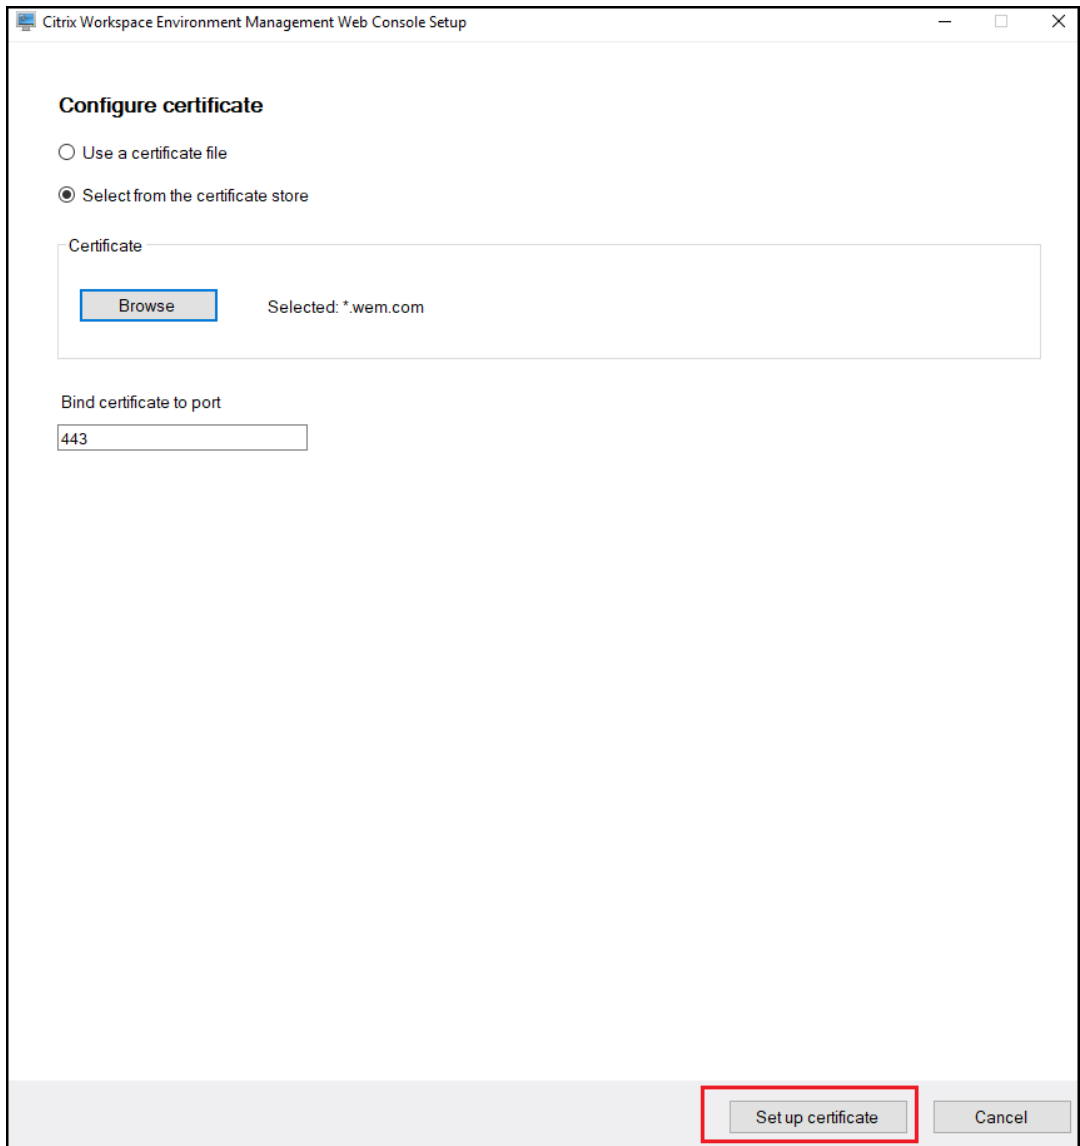 Citrix Workspace Environment Management Web Console Setup
Configure certificate
Use a certificate file
Select from the certificate store
Certificate
Browse
Selected: *.wem.com
Bind certificate to port
443
Set up certificate
Cancel